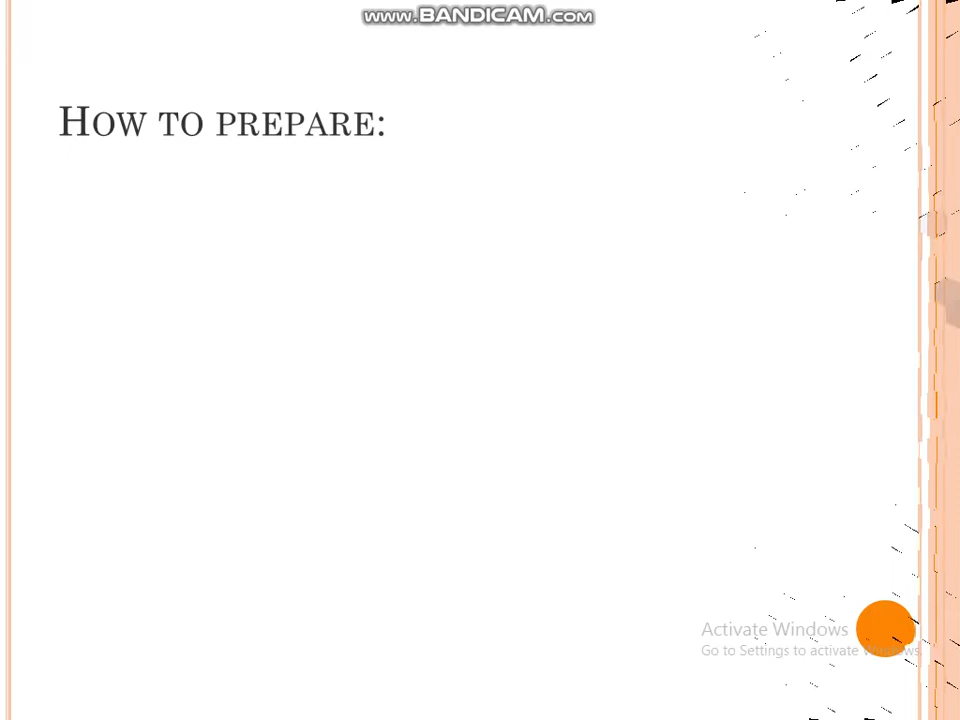 www.BANDICAM.com
HOW TO PREPARE:
Activate Windows
Go to Settings to activate Windows.